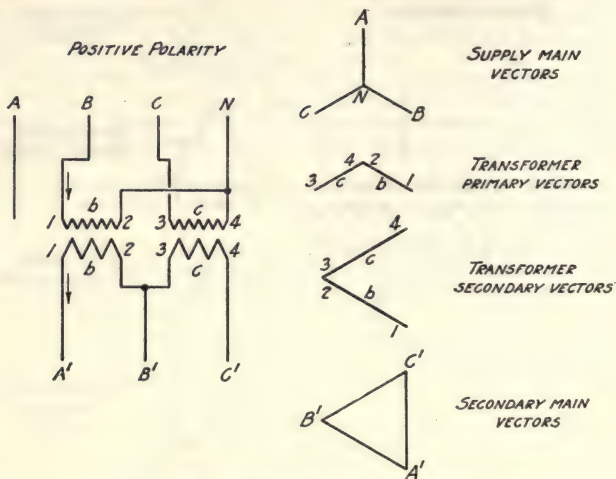 POSITIVE POLARITY
A B C N
b c
1 2 3 4
1 2 3 4
b c
A' B' C'
A
N
C B
SUPPLY MAIN
VECTORS
4 2
3 c b 1
TRANSFORMER
PRIMARY VECTORS
4
3 c
2 b
1
TRANSFORMER
SECONDARY VECTORS
C'
B'
A'
SECONDARY MAIN
VECTORS